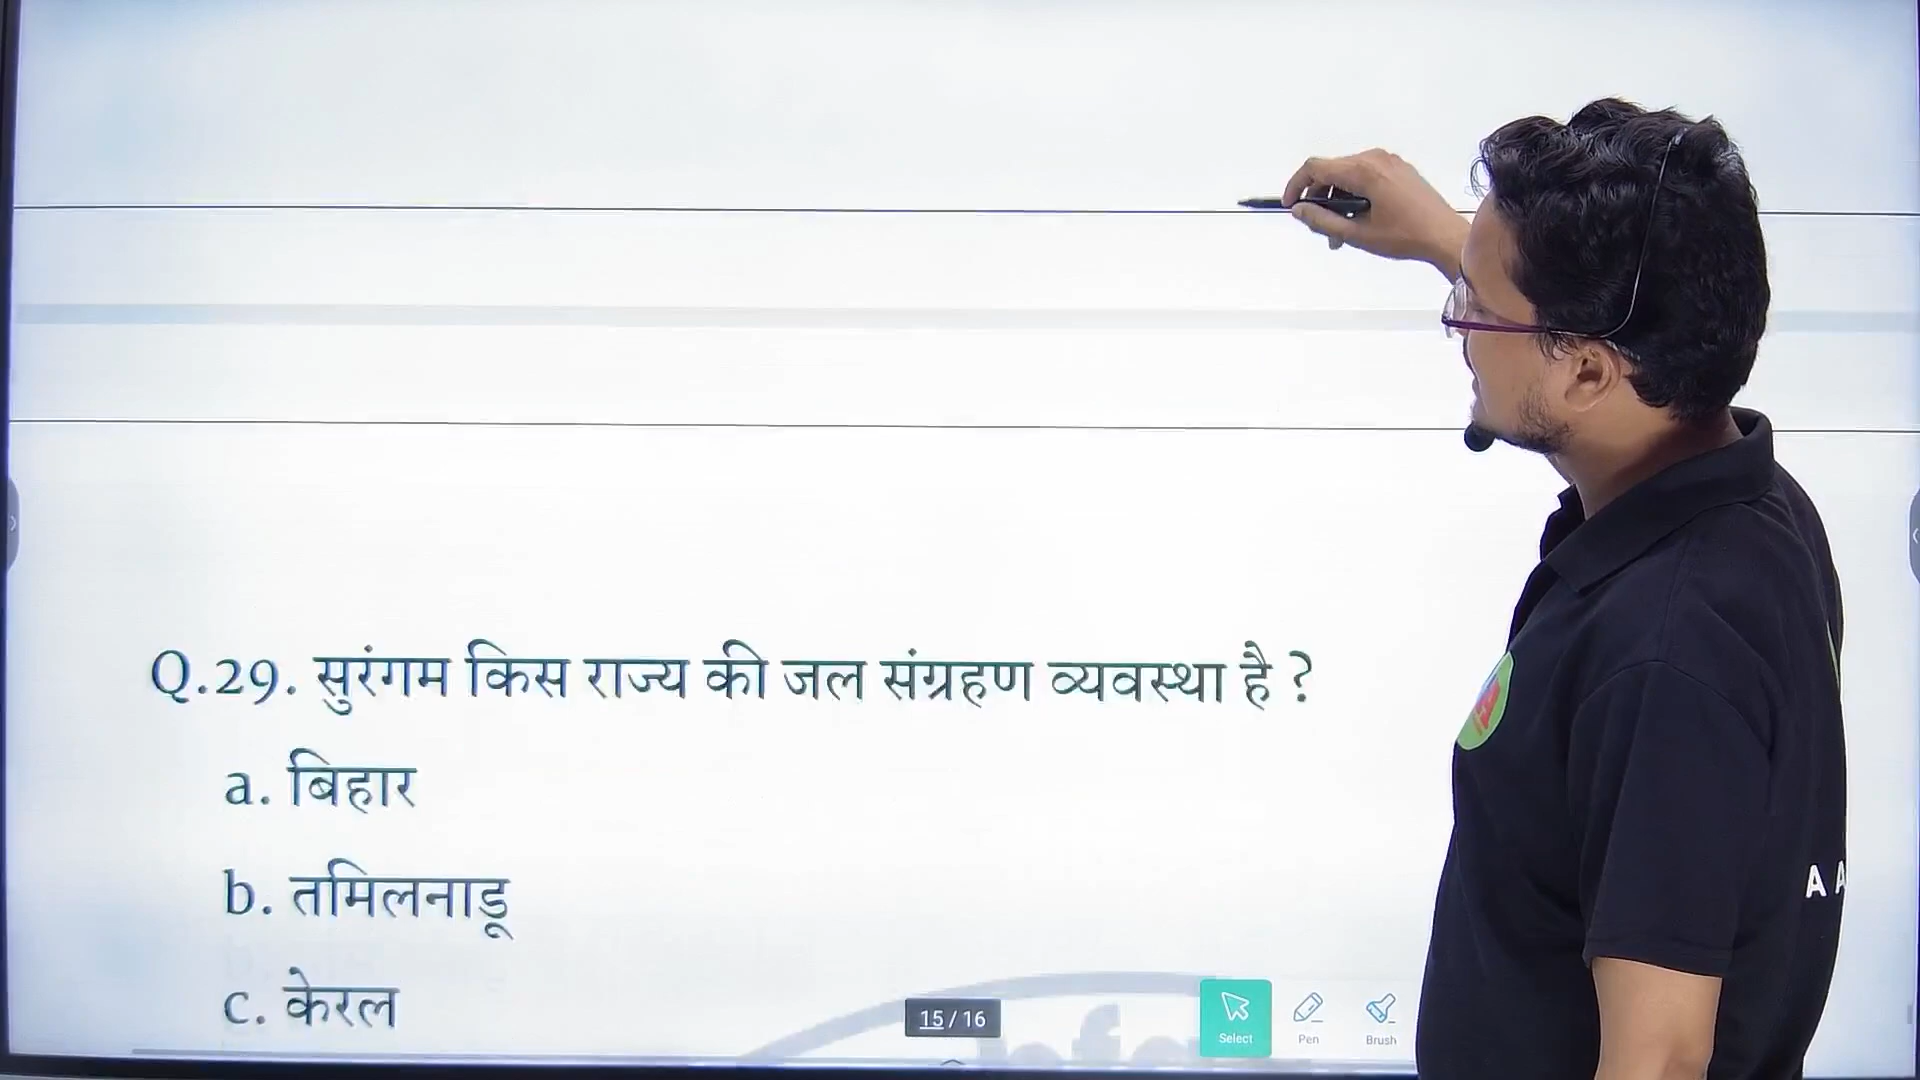 Q.29. सुरंगम किस राज्य की जल संग्रहण व्यवस्था है ?
a. बिहार
b. तमिलनाडू
c. केरल
15 / 16
Select
Pen
Brush
A A